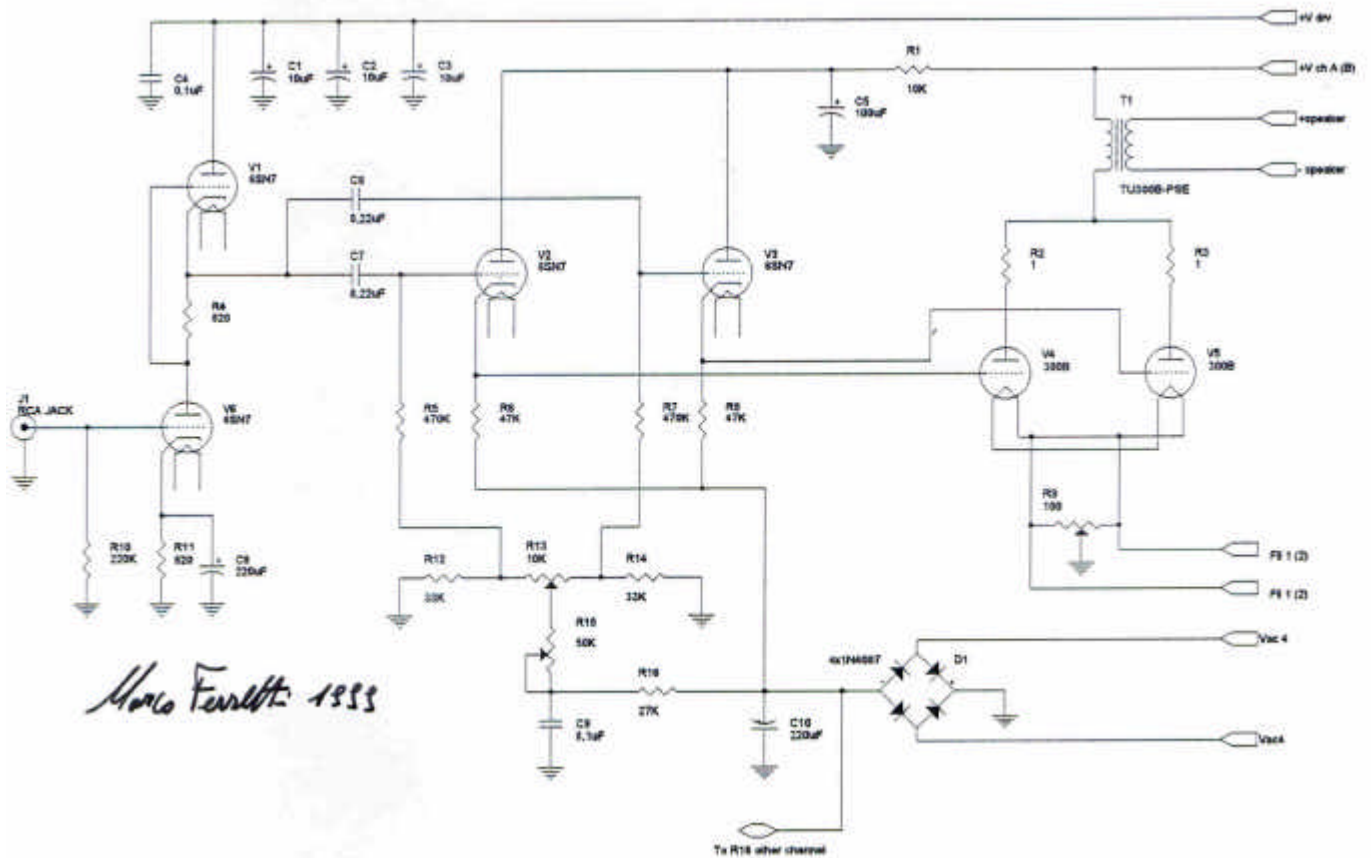 +V drv
R1
10K
+V ch A (B)
C4
0.1uF
C1
10uF
C2
10uF
C3
10uF
C5
100uF
T1
+speaker
- speaker
TU300B-PSE
V1
6SN7
C8
0.22uF
C7
0.22uF
V2
6SN7
V3
6SN7
R2
1
R3
1
R4
620
V4
300B
V5
300B
J1
RCA JACK
V6
6SN7
R5
470K
R6
47K
R7
470K
R8
47K
R9
100
R10
220K
R11
620
C6
220uF
R12
33K
R13
10K
R14
33K
Fil 1 (2)
Fil 1 (2)
R15
50K
Vac 4
4x1N4007
D1
Marco Ferretti 1999
R16
27K
C9
0.1uF
C10
220uF
Vac4
To R16 other channel